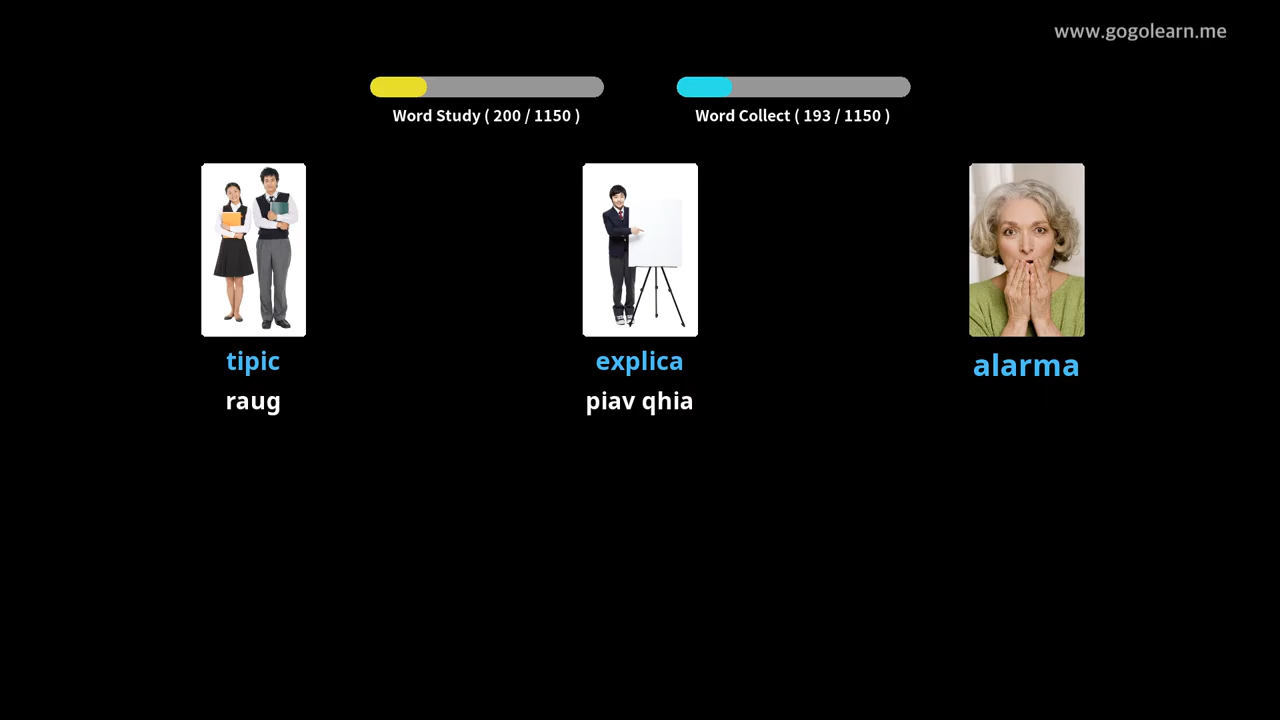 www.gogolearn.me
Word Study ( 200 / 1150 )
Word Collect ( 193 / 1150 )
tipic
raug
explica
piav qhia
alarma